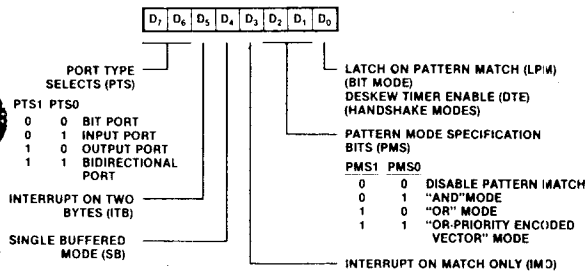 D7 D6 D5 D4 D3 D2 D1 D0
PORT TYPE
SELECTS (PTS)
PTS1 PTS0
0 0 BIT PORT
0 1 INPUT PORT
1 0 OUTPUT PORT
1 1 BIDIRECTIONAL
PORT
INTERRUPT ON TWO
BYTES (ITB)
SINGLE BUFFERED
MODE (SB)
LATCH ON PATTERN MATCH (LPM)
(BIT MODE)
DESKEW TIMER ENABLE (DTE)
(HANDSHAKE MODES)
PATTERN MODE SPECIFICATION
BITS (PMS)
PMS1 PMS0
0 0 DISABLE PATTERN MATCH
0 1 "AND" MODE
1 0 "OR" MODE
1 1 "OR-PRIORITY ENCODED
VECTOR" MODE
INTERRUPT ON MATCH ONLY (IMO)